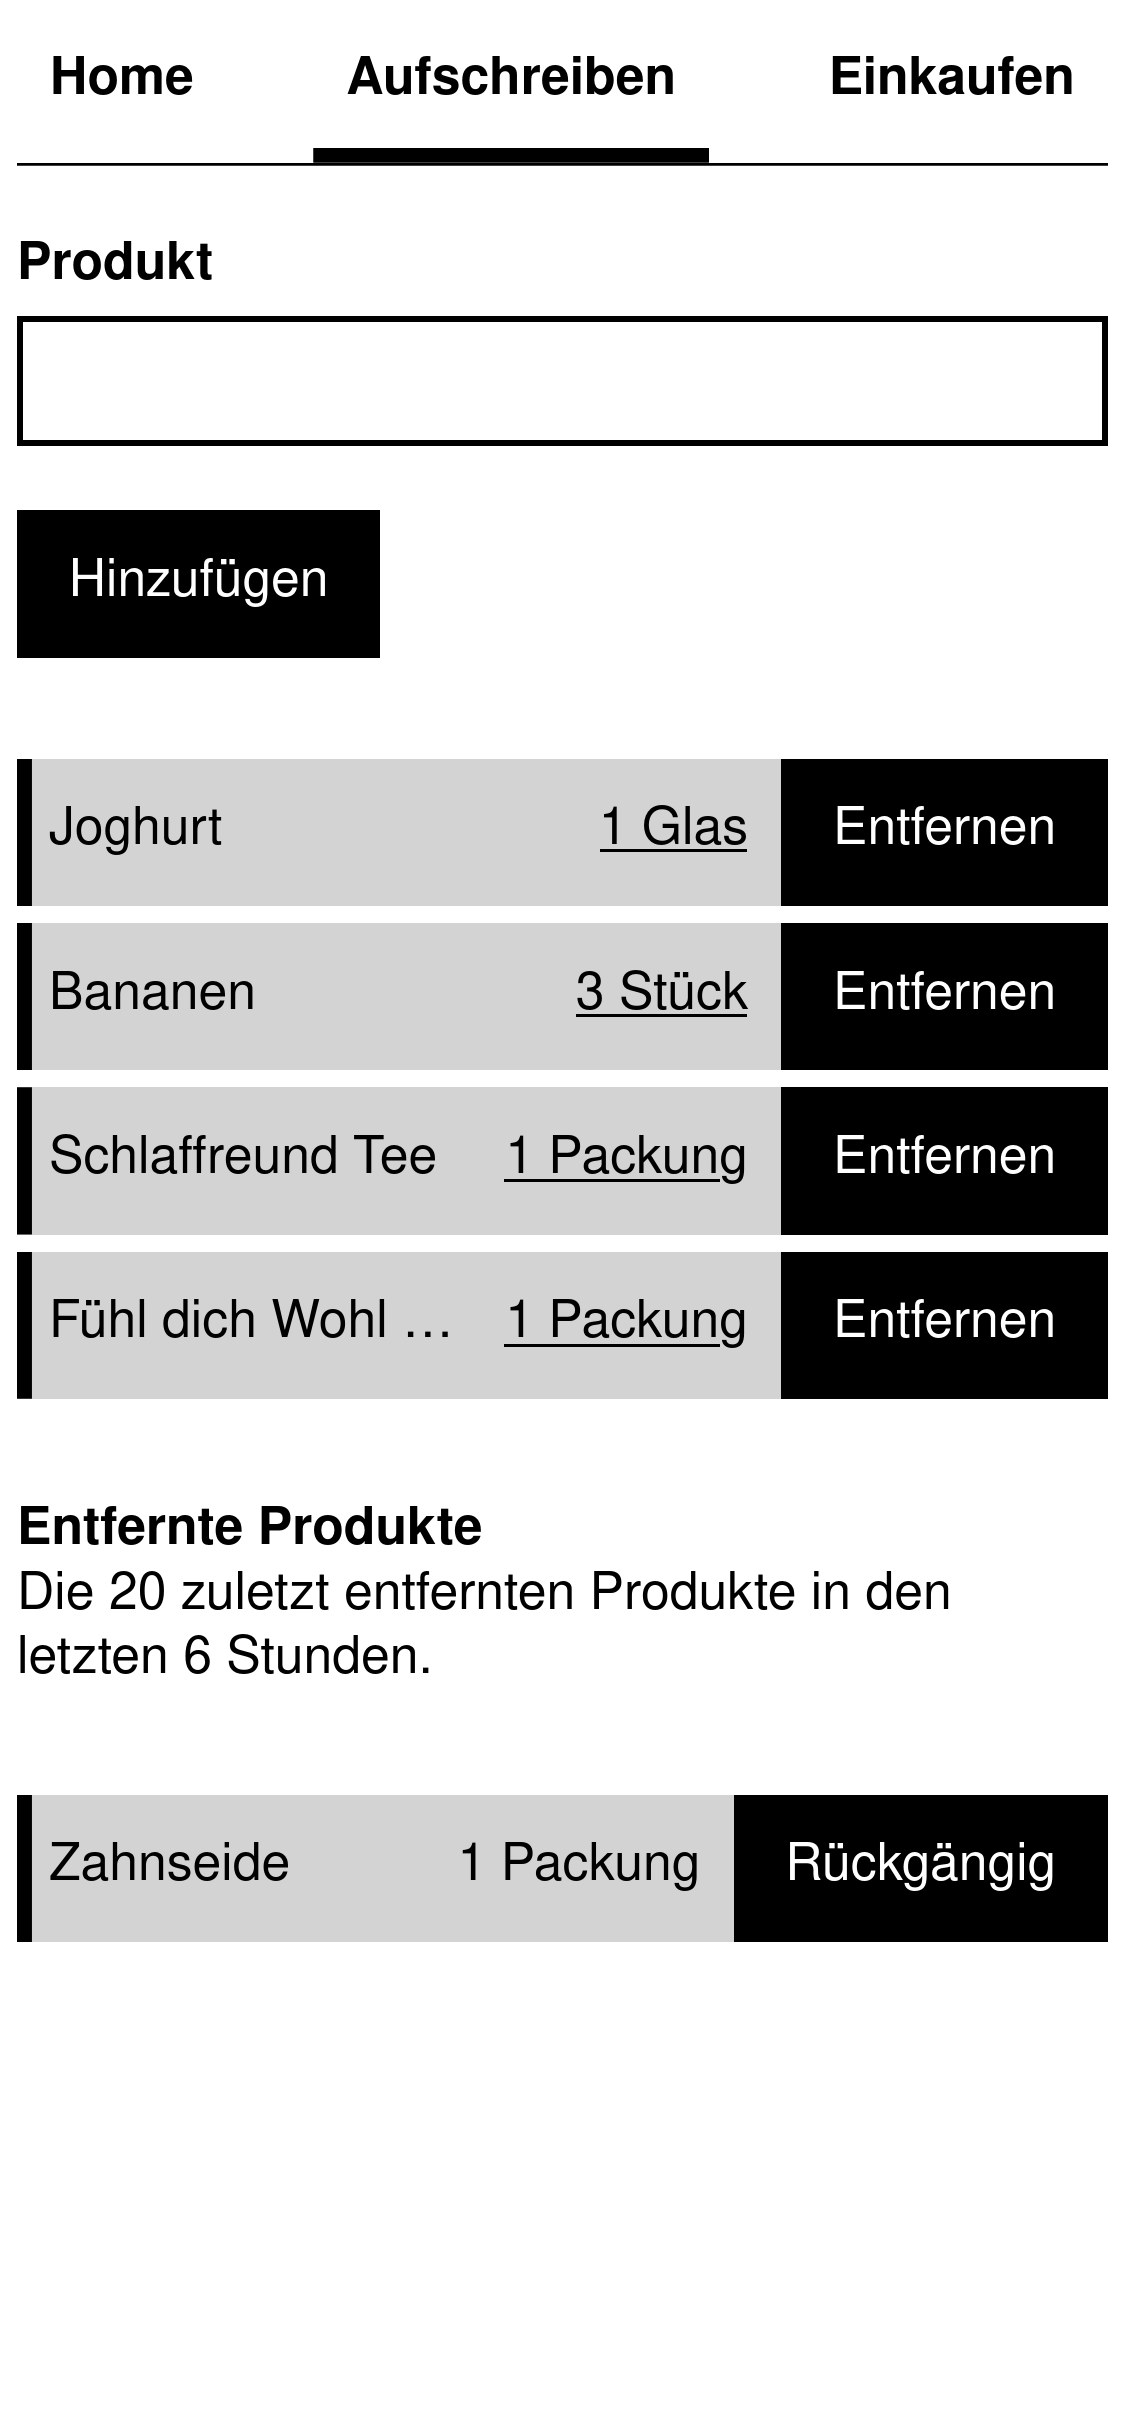 Home Aufschreiben Einkaufen
Produkt
Hinzufügen
Joghurt 1 Glas Entfernen
Bananen 3 Stück Entfernen
Schlaffreund Tee 1 Packung Entfernen
Fühl dich Wohl … 1 Packung Entfernen
Entfernte Produkte
Die 20 zuletzt entfernten Produkte in den
letzten 6 Stunden.
Zahnseide 1 Packung Rückgängig